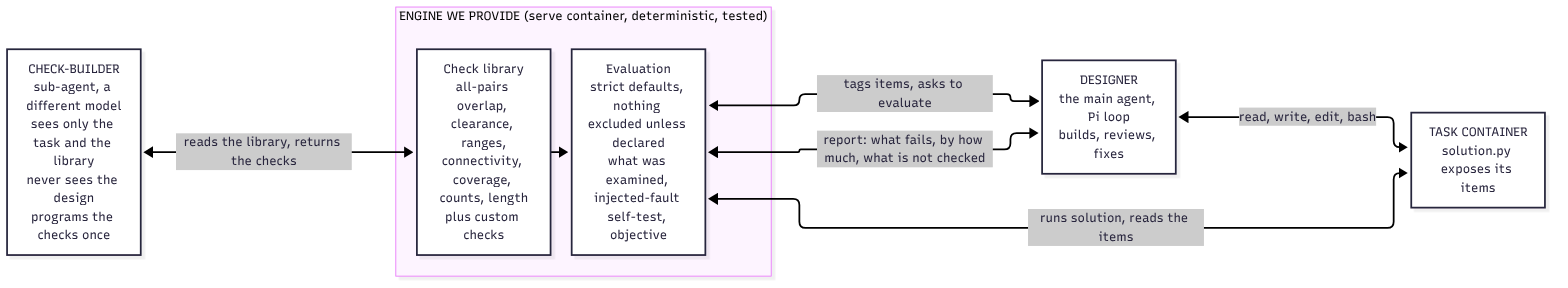 ENGINE WE PROVIDE (serve container, deterministic, tested)
CHECK-BUILDER
sub-agent, a
different model
sees only the
task and the
library
never sees the
design
programs the
checks once
reads the library, returns
the checks
Check library
all-pairs
overlap,
clearance,
ranges,
connectivity,
coverage,
counts, length
plus custom
checks
Evaluation
strict defaults,
nothing
excluded unless
declared
what was
examined,
injected-fault
self-test,
objective
tags items, asks to
evaluate
report: what fails, by how
much, what is not checked
runs solution, reads the
items
DESIGNER
the main agent,
Pi loop
builds, reviews,
fixes
read, write, edit, bash
TASK CONTAINER
solution.py
exposes its
items